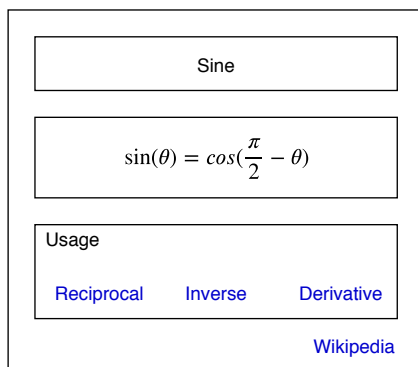 Sine
sin(θ) = cos(π/2 − θ)
Usage
Reciprocal Inverse Derivative
Wikipedia